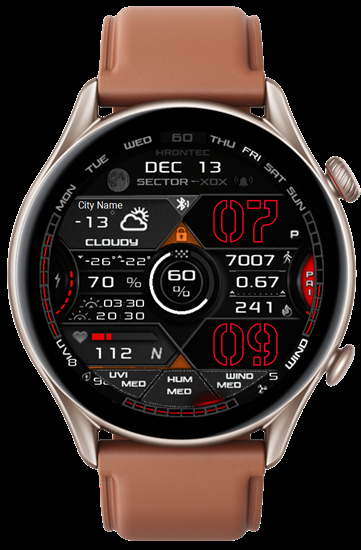 MON TUE WED 60 THU FRI SAT SUN
HRONTEC
DEC 13
SECTOR -XOX
City Name
-13°
CLOUDY
07
P
-26° 22°
70 %
03:30
20:30
60
%
7007
0.67
241
PAI
112 N
09
UVI
WIND
UVI
MED
HUM
MED
WIND
MED